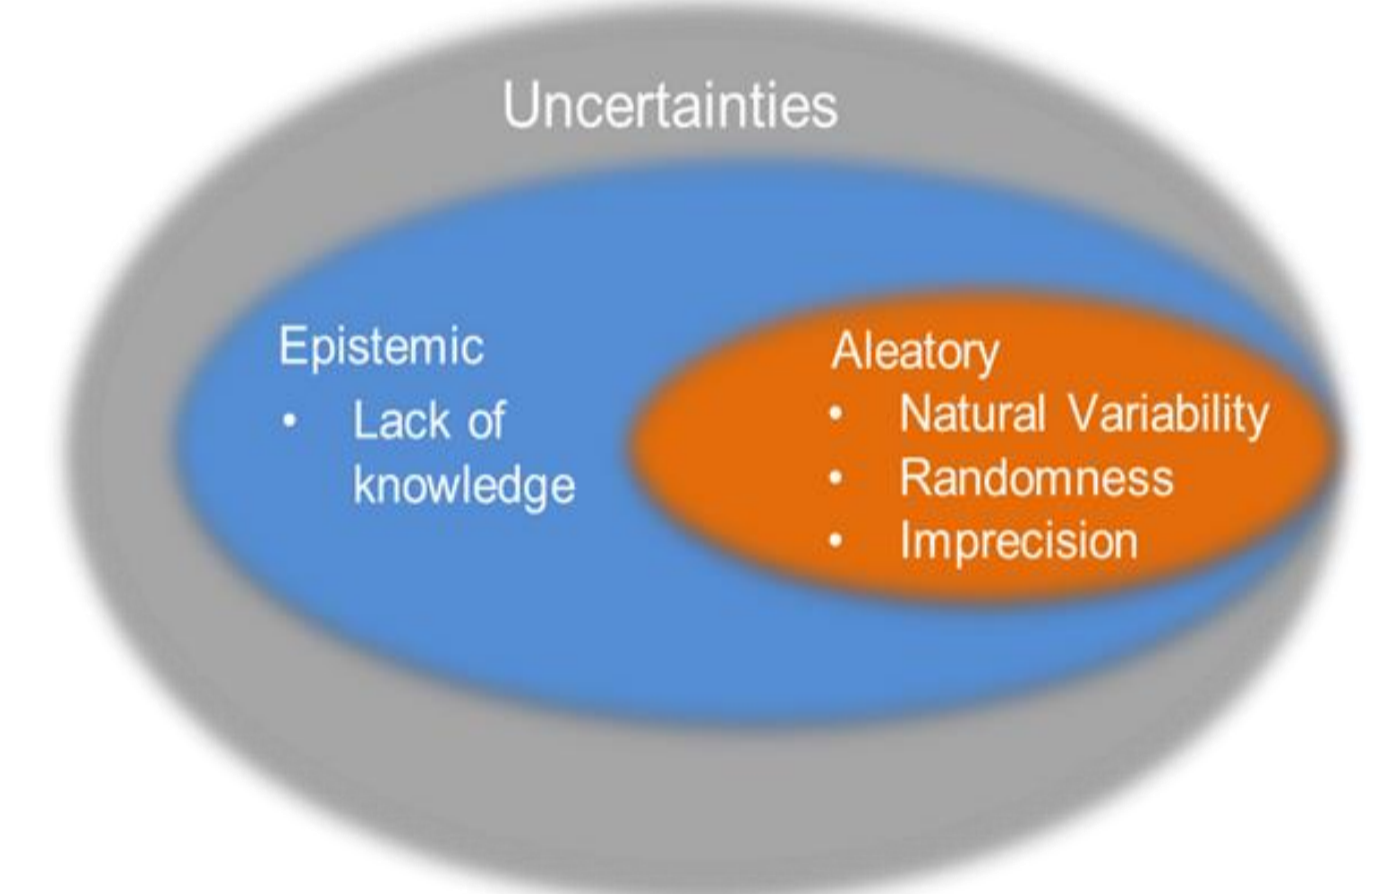 Uncertainties
Epistemic
• Lack of
knowledge
Aleatory
• Natural Variability
• Randomness
• Imprecision